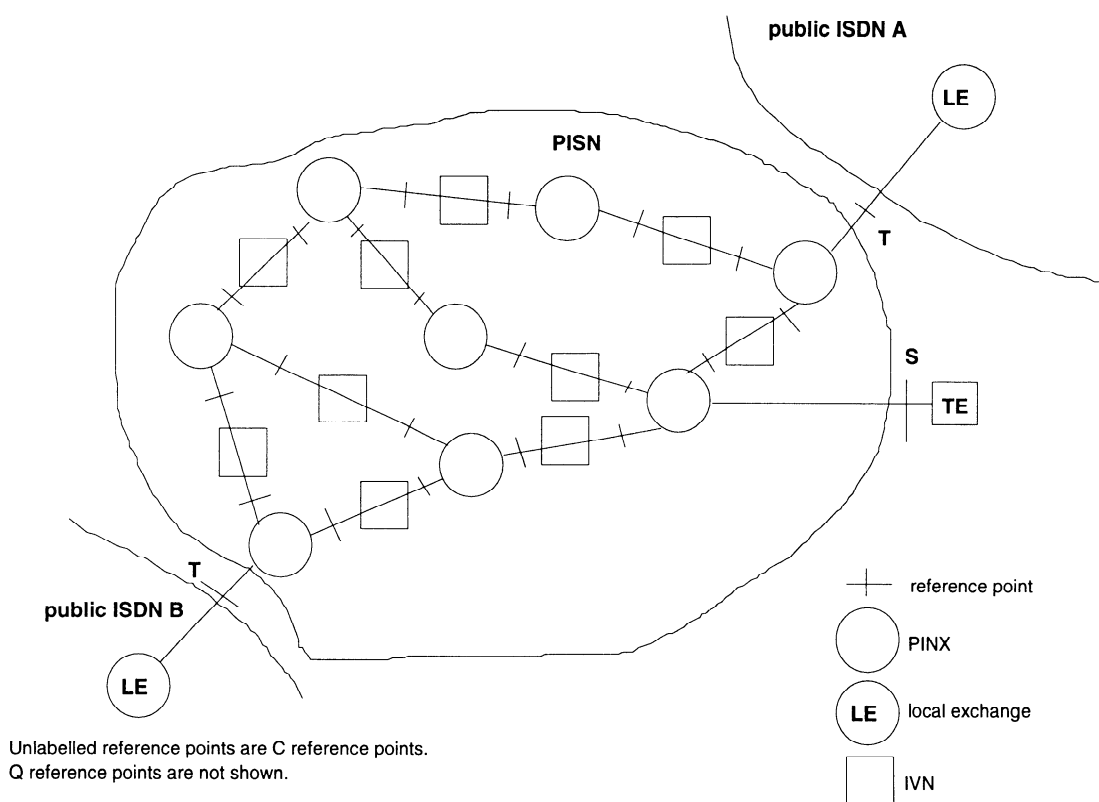 public ISDN A
LE
PISN
T
S
TE
T
public ISDN B
LE
reference point
PINX
LE
local exchange
IVN
Unlabelled reference points are C reference points.
Q reference points are not shown.